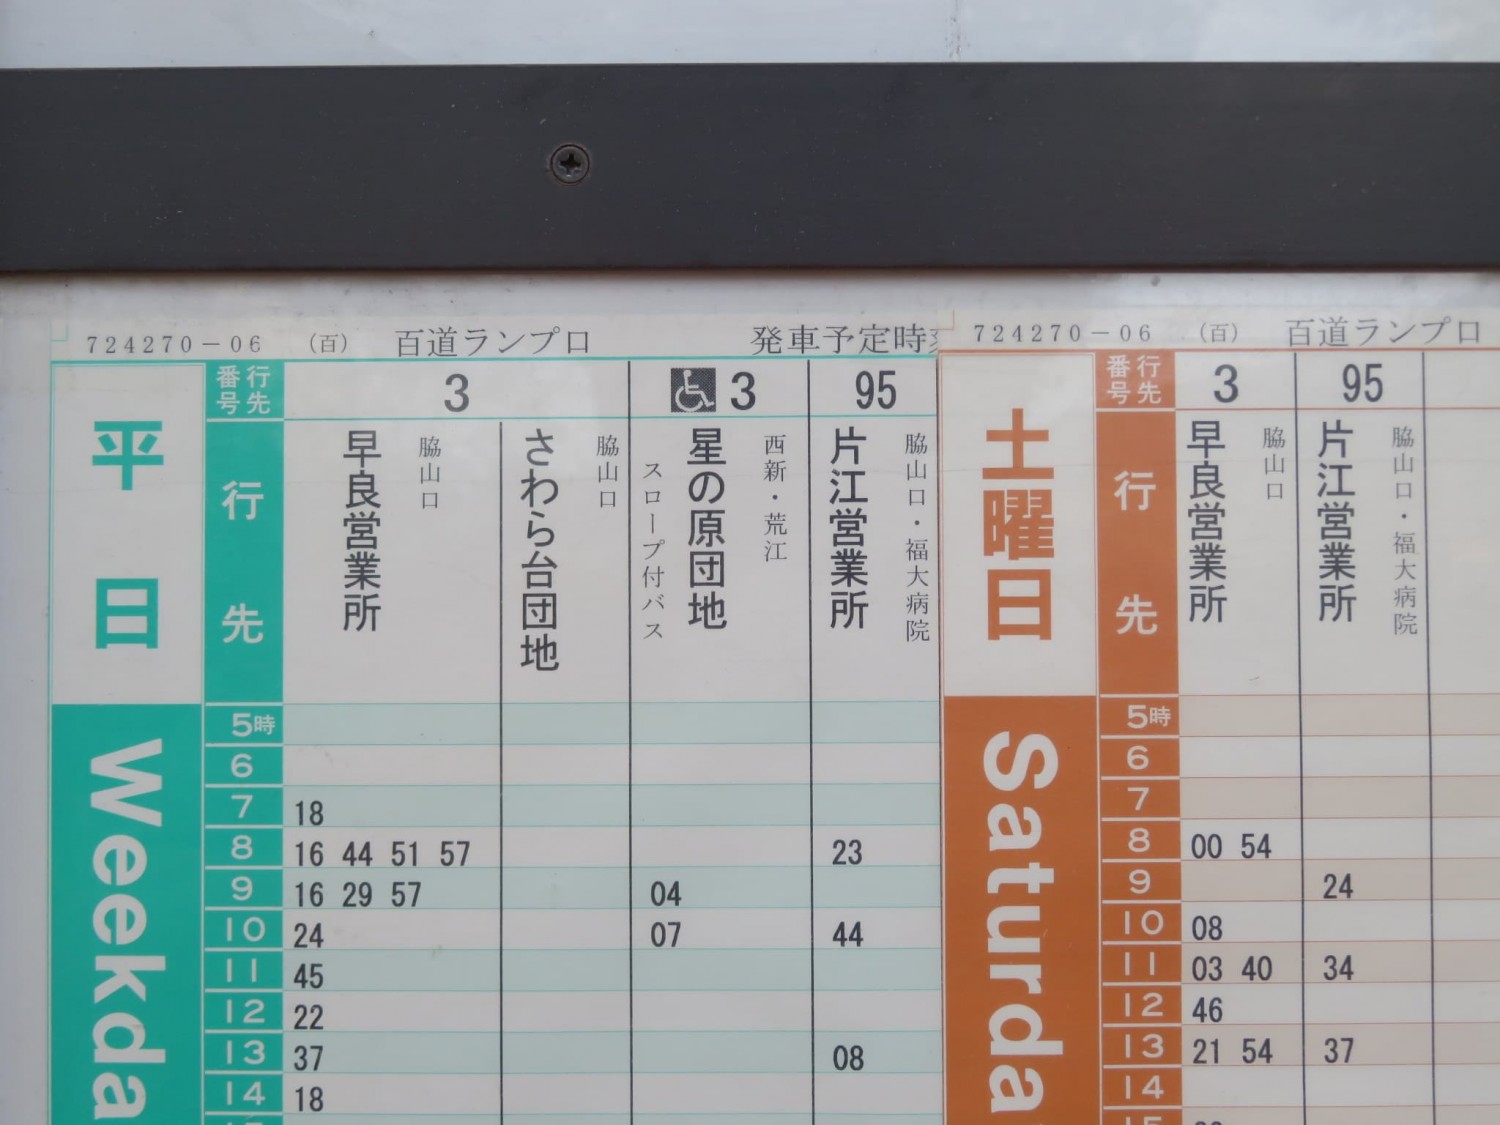 724270-06 (百) 百道ランプ口 発車予定時
平日
行先番号
3
3
95
行先
早良営業所
脇山口
さわら台団地
脇山口
星の原団地
西新・荒江
スロープ付バス
片江営業所
脇山口・福大病院
Weekda
5時
6
7 18
8 16 44 51 57 23
9 16 29 57 04
10 24 07 44
11 45
12 22
13 37 08
14 18
724270-06 (百) 百道ランプ口
土曜日
行先番号
3
95
行先
早良営業所
脇山口
片江営業所
脇山口・福大病院
Saturda
5時
6
7
8 00 54
9 24
10 08
11 03 40 34
12 46
13 21 54 37
14